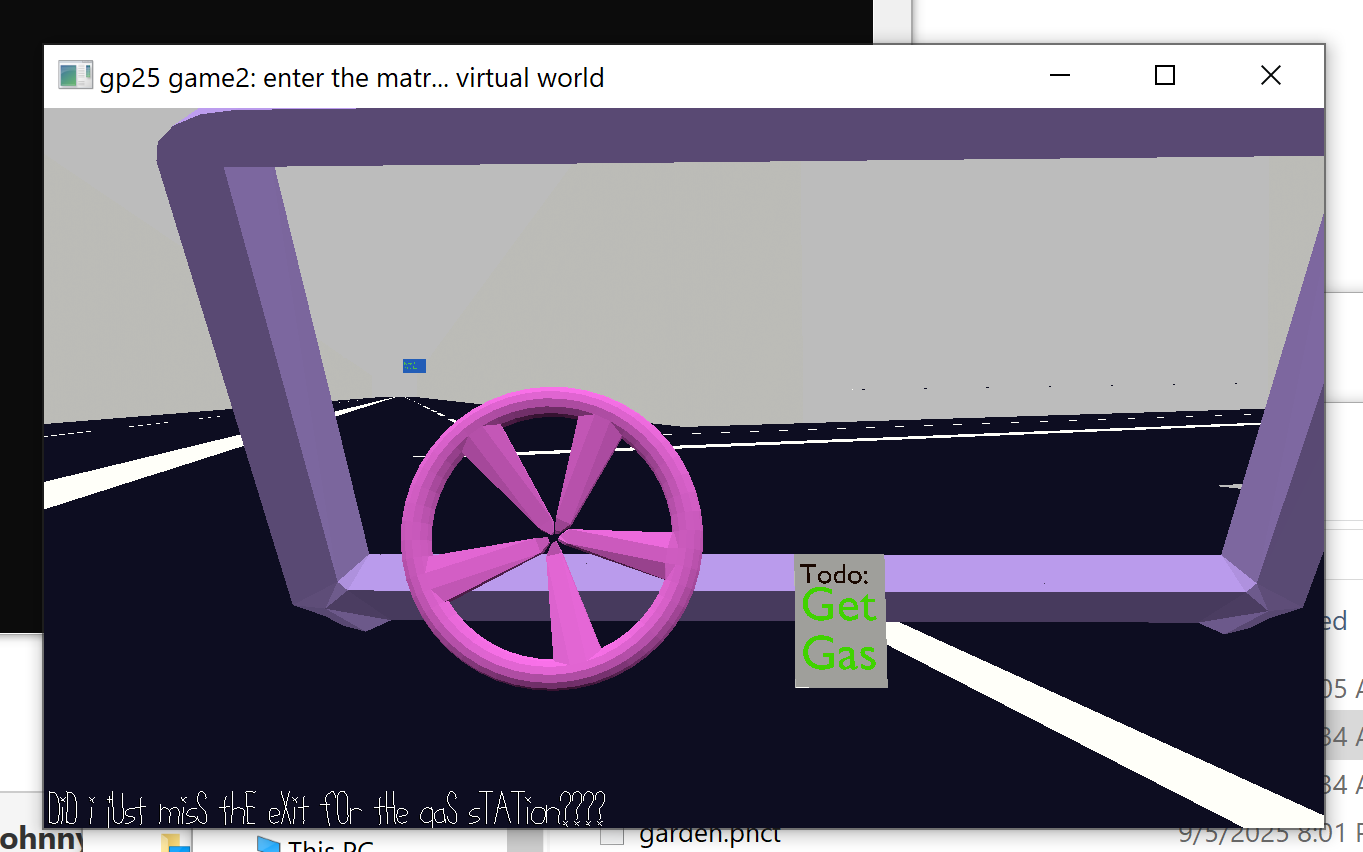 gp25 game2: enter the matr... virtual world
Todo:
Get
Gas
DiD i jUst misS thE eXit fOr tHe gaS sTATion????
ed
05 A
34 A
34 A
ohnny
This PC
garden.phct
9/5/2025 8:01 P